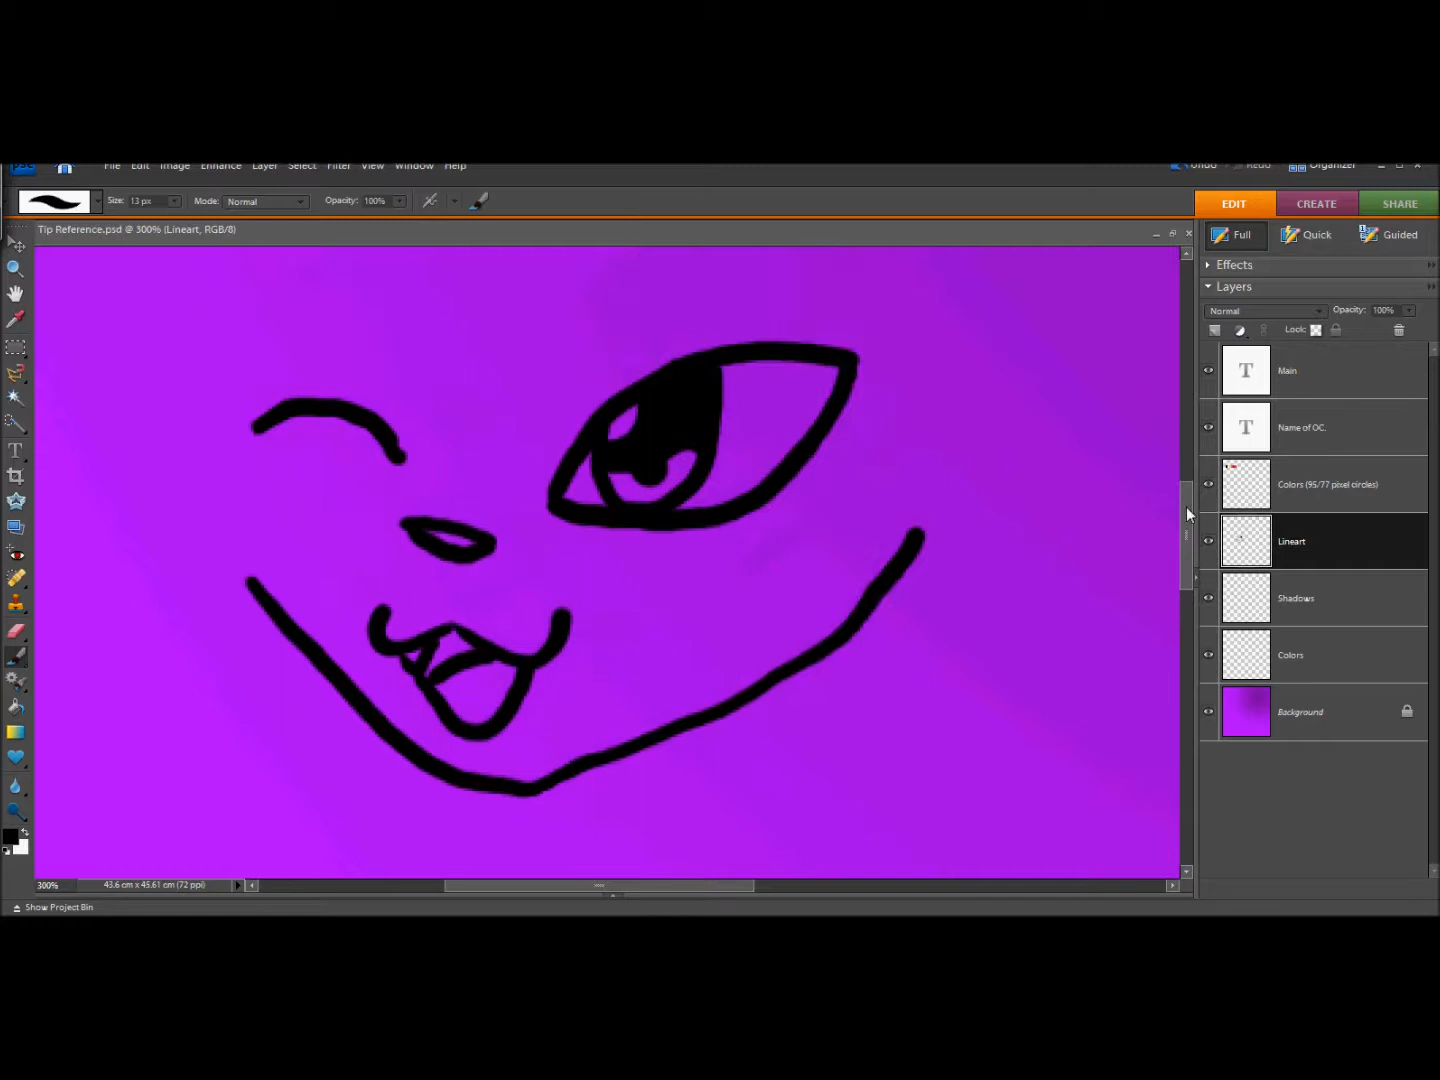 File Edit Image Enhance Layer Select Filter View Window Help Undo Redo Organizer
Size: 13 px Mode: Normal Opacity: 100% EDIT CREATE SHARE
Tip Reference.psd @ 300% (Lineart, RGB/8)
Full Quick Guided
Effects
Layers
Normal Opacity: 100%
Lock:
T Main
T Name of OC.
Colors (95/77 pixel circles)
Lineart
Shadows
Colors
Background
300% 43.6 cm x 45.61 cm (72 ppi)
Show Project Bin